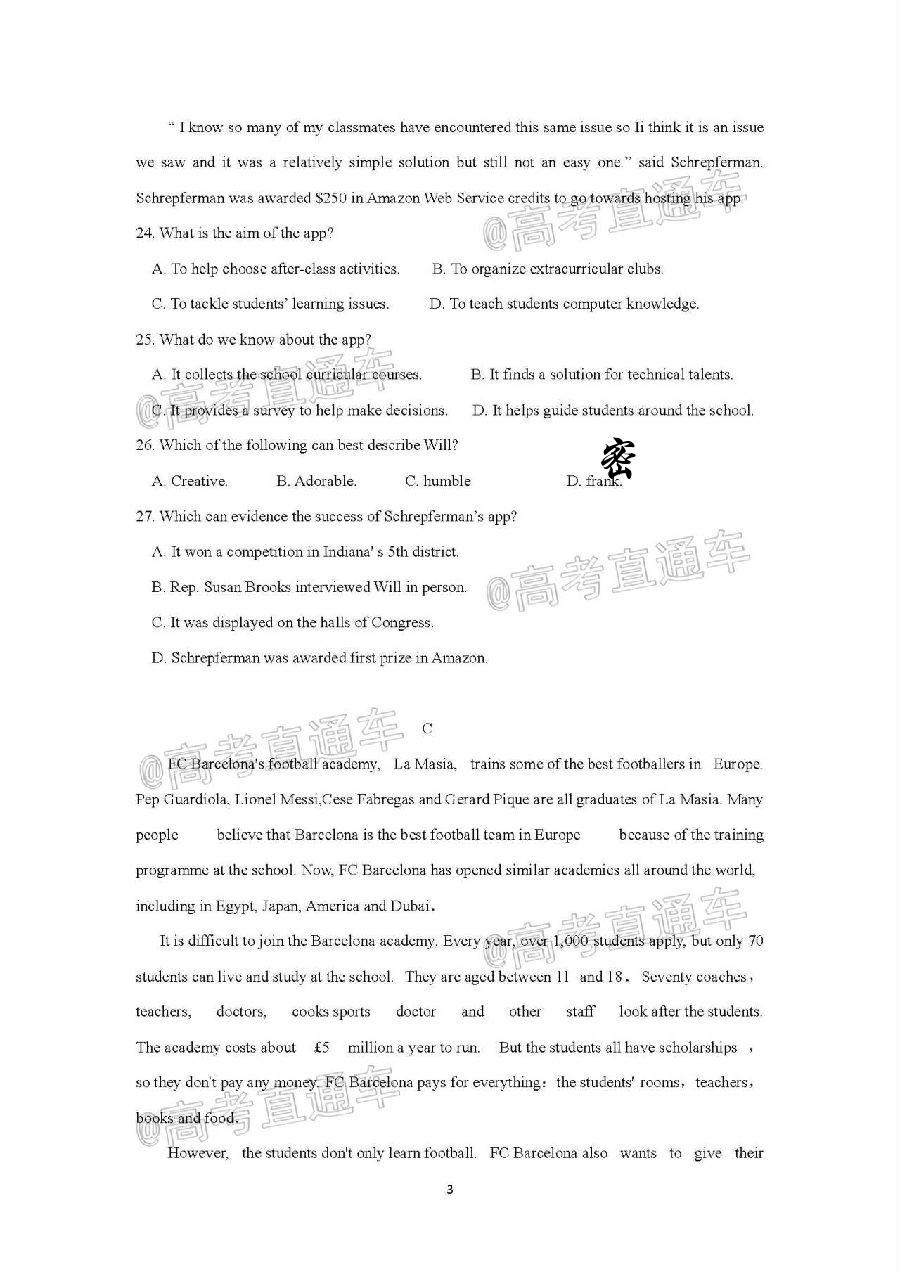 “ I know so many of my classmates have encountered this same issue so Ii think it is an issue
we saw and it was a relatively simple solution but still not an easy one.” said Schrepferman.
Schrepferman was awarded $250 in Amazon Web Service credits to go towards hosting his app
@高考直通车
24. What is the aim of the app?
A. To help choose after-class activities. B. To organize extracurricular clubs.
C. To tackle students’ learning issues. D. To teach students computer knowledge.
25. What do we know about the app?
A. It collects the school curricular courses. B. It finds a solution for technical talents.
@高考直通车
C. It provides a survey to help make decisions. D. It helps guide students around the school.
26. Which of the following can best describe Will?
密
A. Creative. B. Adorable. C. humble D. frank.
27. Which can evidence the success of Schrepferman’s app?
A. It won a competition in Indiana' s 5th district.
@高考直通车
B. Rep. Susan Brooks interviewed Will in person.
C. It was displayed on the halls of Congress.
D. Schrepferman was awarded first prize in Amazon.
C
@高考直通车
FC Barcelona's football academy, La Masia, trains some of the best footballers in Europe.
Pep Guardiola, Lionel Messi,Cese Fabregas and Gerard Pique are all graduates of La Masia. Many
people believe that Barcelona is the best football team in Europe because of the training
programme at the school. Now, FC Barcelona has opened similar academies all around the world,
including in Egypt, Japan, America and Dubai．
@高考直通车
It is difficult to join the Barcelona academy. Every year, over 1,000 students apply, but only 70
students can live and study at the school. They are aged between 11 and 18． Seventy coaches，
teachers, doctors, cooks sports doctor and other staff look after the students.
The academy costs about £5 million a year to run. But the students all have scholarships ，
so they don't pay any money. FC Barcelona pays for everything：the students' rooms，teachers，
@高考直通车
books and food．
However, the students don't only learn football. FC Barcelona also wants to give their
3